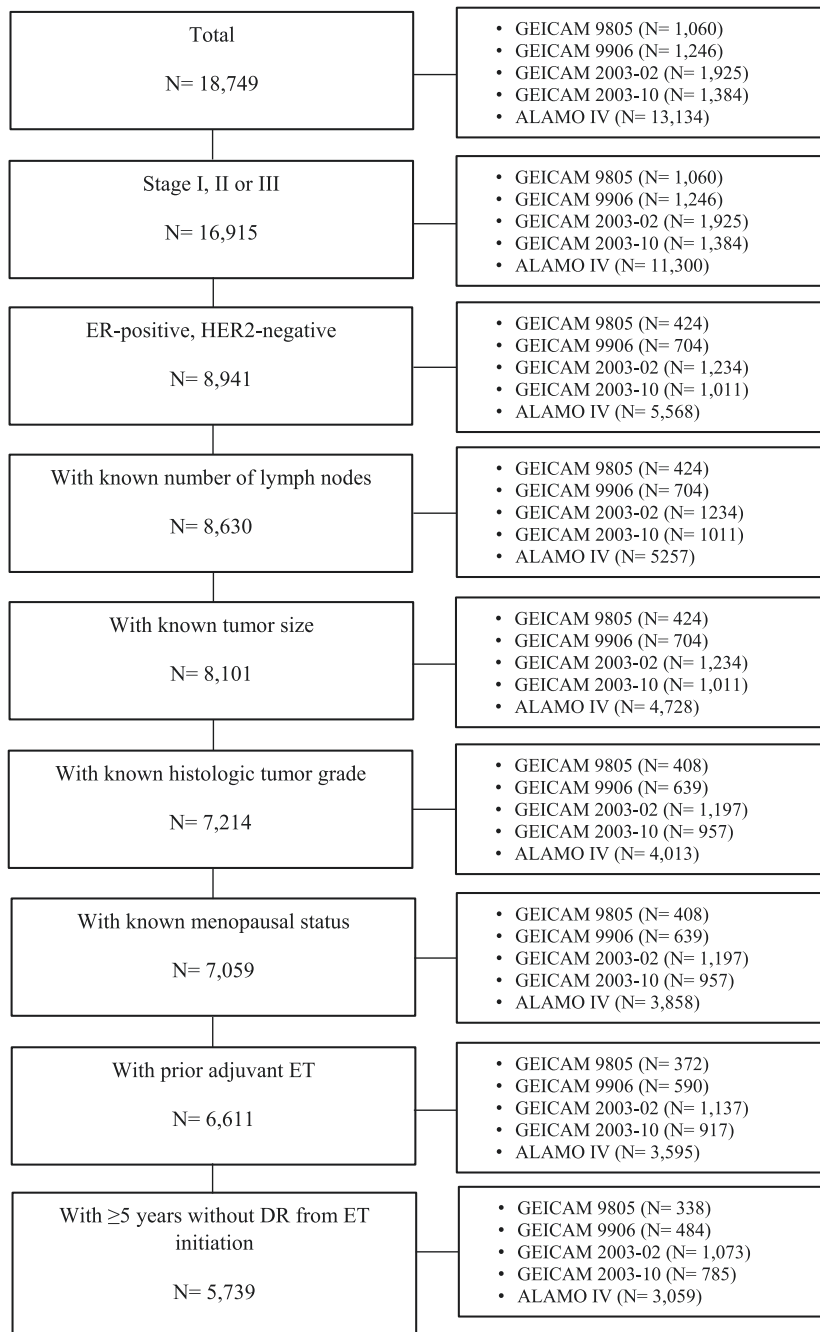 Total
N= 18,749
• GEICAM 9805 (N= 1,060)
• GEICAM 9906 (N= 1,246)
• GEICAM 2003-02 (N= 1,925)
• GEICAM 2003-10 (N= 1,384)
• ALAMO IV (N= 13,134)
Stage I, II or III
N= 16,915
• GEICAM 9805 (N= 1,060)
• GEICAM 9906 (N= 1,246)
• GEICAM 2003-02 (N= 1,925)
• GEICAM 2003-10 (N= 1,384)
• ALAMO IV (N= 11,300)
ER-positive, HER2-negative
N= 8,941
• GEICAM 9805 (N= 424)
• GEICAM 9906 (N= 704)
• GEICAM 2003-02 (N= 1,234)
• GEICAM 2003-10 (N= 1,011)
• ALAMO IV (N= 5,568)
With known number of lymph nodes
N= 8,630
• GEICAM 9805 (N= 424)
• GEICAM 9906 (N= 704)
• GEICAM 2003-02 (N= 1234)
• GEICAM 2003-10 (N= 1011)
• ALAMO IV (N= 5257)
With known tumor size
N= 8,101
• GEICAM 9805 (N= 424)
• GEICAM 9906 (N= 704)
• GEICAM 2003-02 (N= 1,234)
• GEICAM 2003-10 (N= 1,011)
• ALAMO IV (N= 4,728)
With known histologic tumor grade
N= 7,214
• GEICAM 9805 (N= 408)
• GEICAM 9906 (N= 639)
• GEICAM 2003-02 (N= 1,197)
• GEICAM 2003-10 (N= 957)
• ALAMO IV (N= 4,013)
With known menopausal status
N= 7,059
• GEICAM 9805 (N= 408)
• GEICAM 9906 (N= 639)
• GEICAM 2003-02 (N= 1,197)
• GEICAM 2003-10 (N= 957)
• ALAMO IV (N= 3,858)
With prior adjuvant ET
N= 6,611
• GEICAM 9805 (N= 372)
• GEICAM 9906 (N= 590)
• GEICAM 2003-02 (N= 1,137)
• GEICAM 2003-10 (N= 917)
• ALAMO IV (N= 3,595)
With ≥5 years without DR from ET
initiation
N= 5,739
• GEICAM 9805 (N= 338)
• GEICAM 9906 (N= 484)
• GEICAM 2003-02 (N= 1,073)
• GEICAM 2003-10 (N= 785)
• ALAMO IV (N= 3,059)